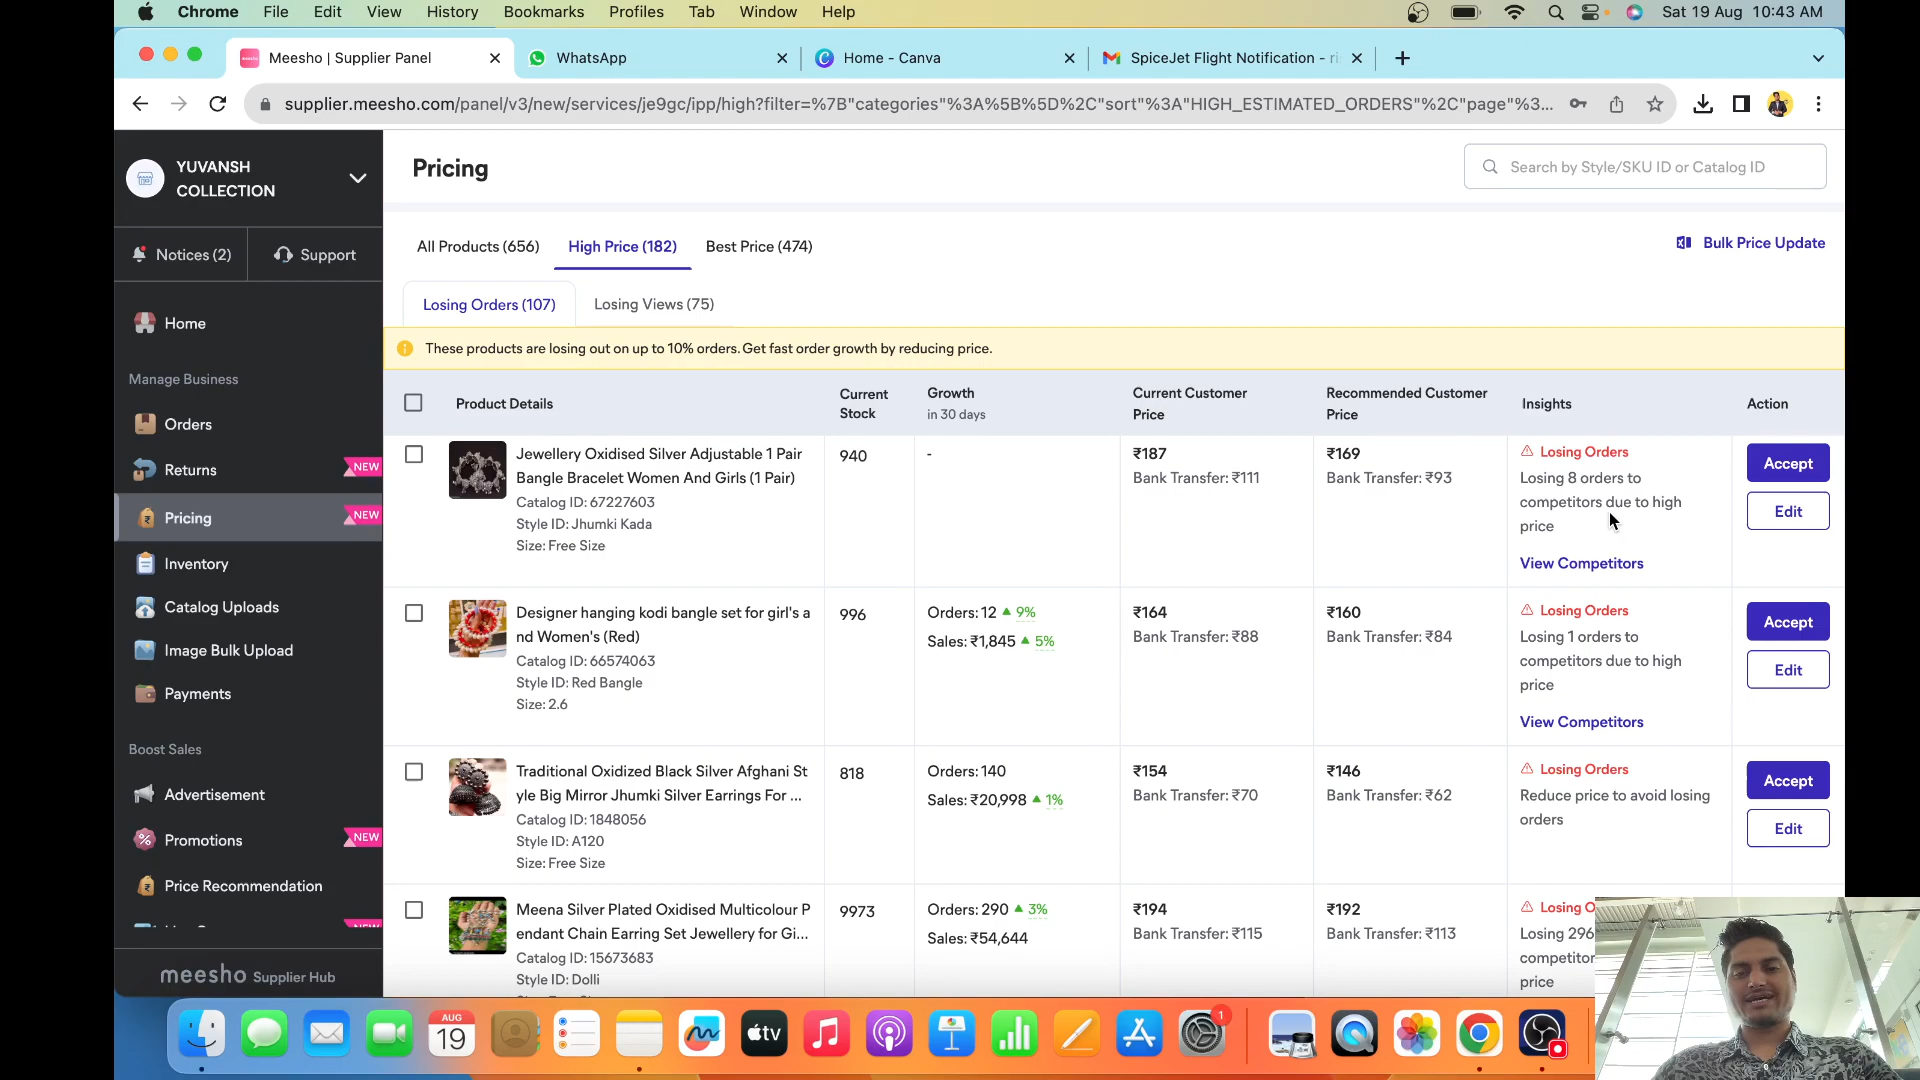 Chrome File Edit View History Bookmarks Profiles Tab Window Help Sat 19 Aug 10:43 AM
Meesho | Supplier Panel WhatsApp Home - Canva SpiceJet Flight Notification - ri
supplier.meesho.com/panel/v3/new/services/je9gc/ipp/high?filter=%7B"categories"%3A%5B%5D%2C"sort"%3A"HIGH_ESTIMATED_ORDERS"%2C"page"%3...
YUVANSH
COLLECTION
Notices (2) Support
Home
Manage Business
Orders
Returns NEW
Pricing NEW
Inventory
Catalog Uploads
Image Bulk Upload
Payments
Boost Sales
Advertisement
Promotions NEW
Price Recommendation
meesho Supplier Hub
Pricing
Search by Style/SKU ID or Catalog ID
All Products (656) High Price (182) Best Price (474) Bulk Price Update
Losing Orders (107) Losing Views (75)
These products are losing out on up to 10% orders. Get fast order growth by reducing price.
Product Details
Current
Stock
Growth
in 30 days
Current Customer
Price
Recommended Customer
Price
Insights
Action
Jewellery Oxidised Silver Adjustable 1 Pair
Bangle Bracelet Women And Girls (1 Pair)
Catalog ID: 67227603
Style ID: Jhumki Kada
Size: Free Size
940
-
₹187
Bank Transfer: ₹111
₹169
Bank Transfer: ₹93
Losing Orders
Losing 8 orders to
competitors due to high
price
View Competitors
Accept
Edit
Designer hanging kodi bangle set for girl's a
nd Women's (Red)
Catalog ID: 66574063
Style ID: Red Bangle
Size: 2.6
996
Orders: 12 9%
Sales: ₹1,845 5%
₹164
Bank Transfer: ₹88
₹160
Bank Transfer: ₹84
Losing Orders
Losing 1 orders to
competitors due to high
price
View Competitors
Accept
Edit
Traditional Oxidized Black Silver Afghani St
yle Big Mirror Jhumki Silver Earrings For ...
Catalog ID: 1848056
Style ID: A120
Size: Free Size
818
Orders: 140
Sales: ₹20,998 1%
₹154
Bank Transfer: ₹70
₹146
Bank Transfer: ₹62
Losing Orders
Reduce price to avoid losing
orders
Accept
Edit
Meena Silver Plated Oxidised Multicolour P
endant Chain Earring Set Jewellery for Gi...
Catalog ID: 15673683
Style ID: Dolli
9973
Orders: 290 3%
Sales: ₹54,644
₹194
Bank Transfer: ₹115
₹192
Bank Transfer: ₹113
Losing O
Losing 296
competitor
price
AUG
19
tv
1